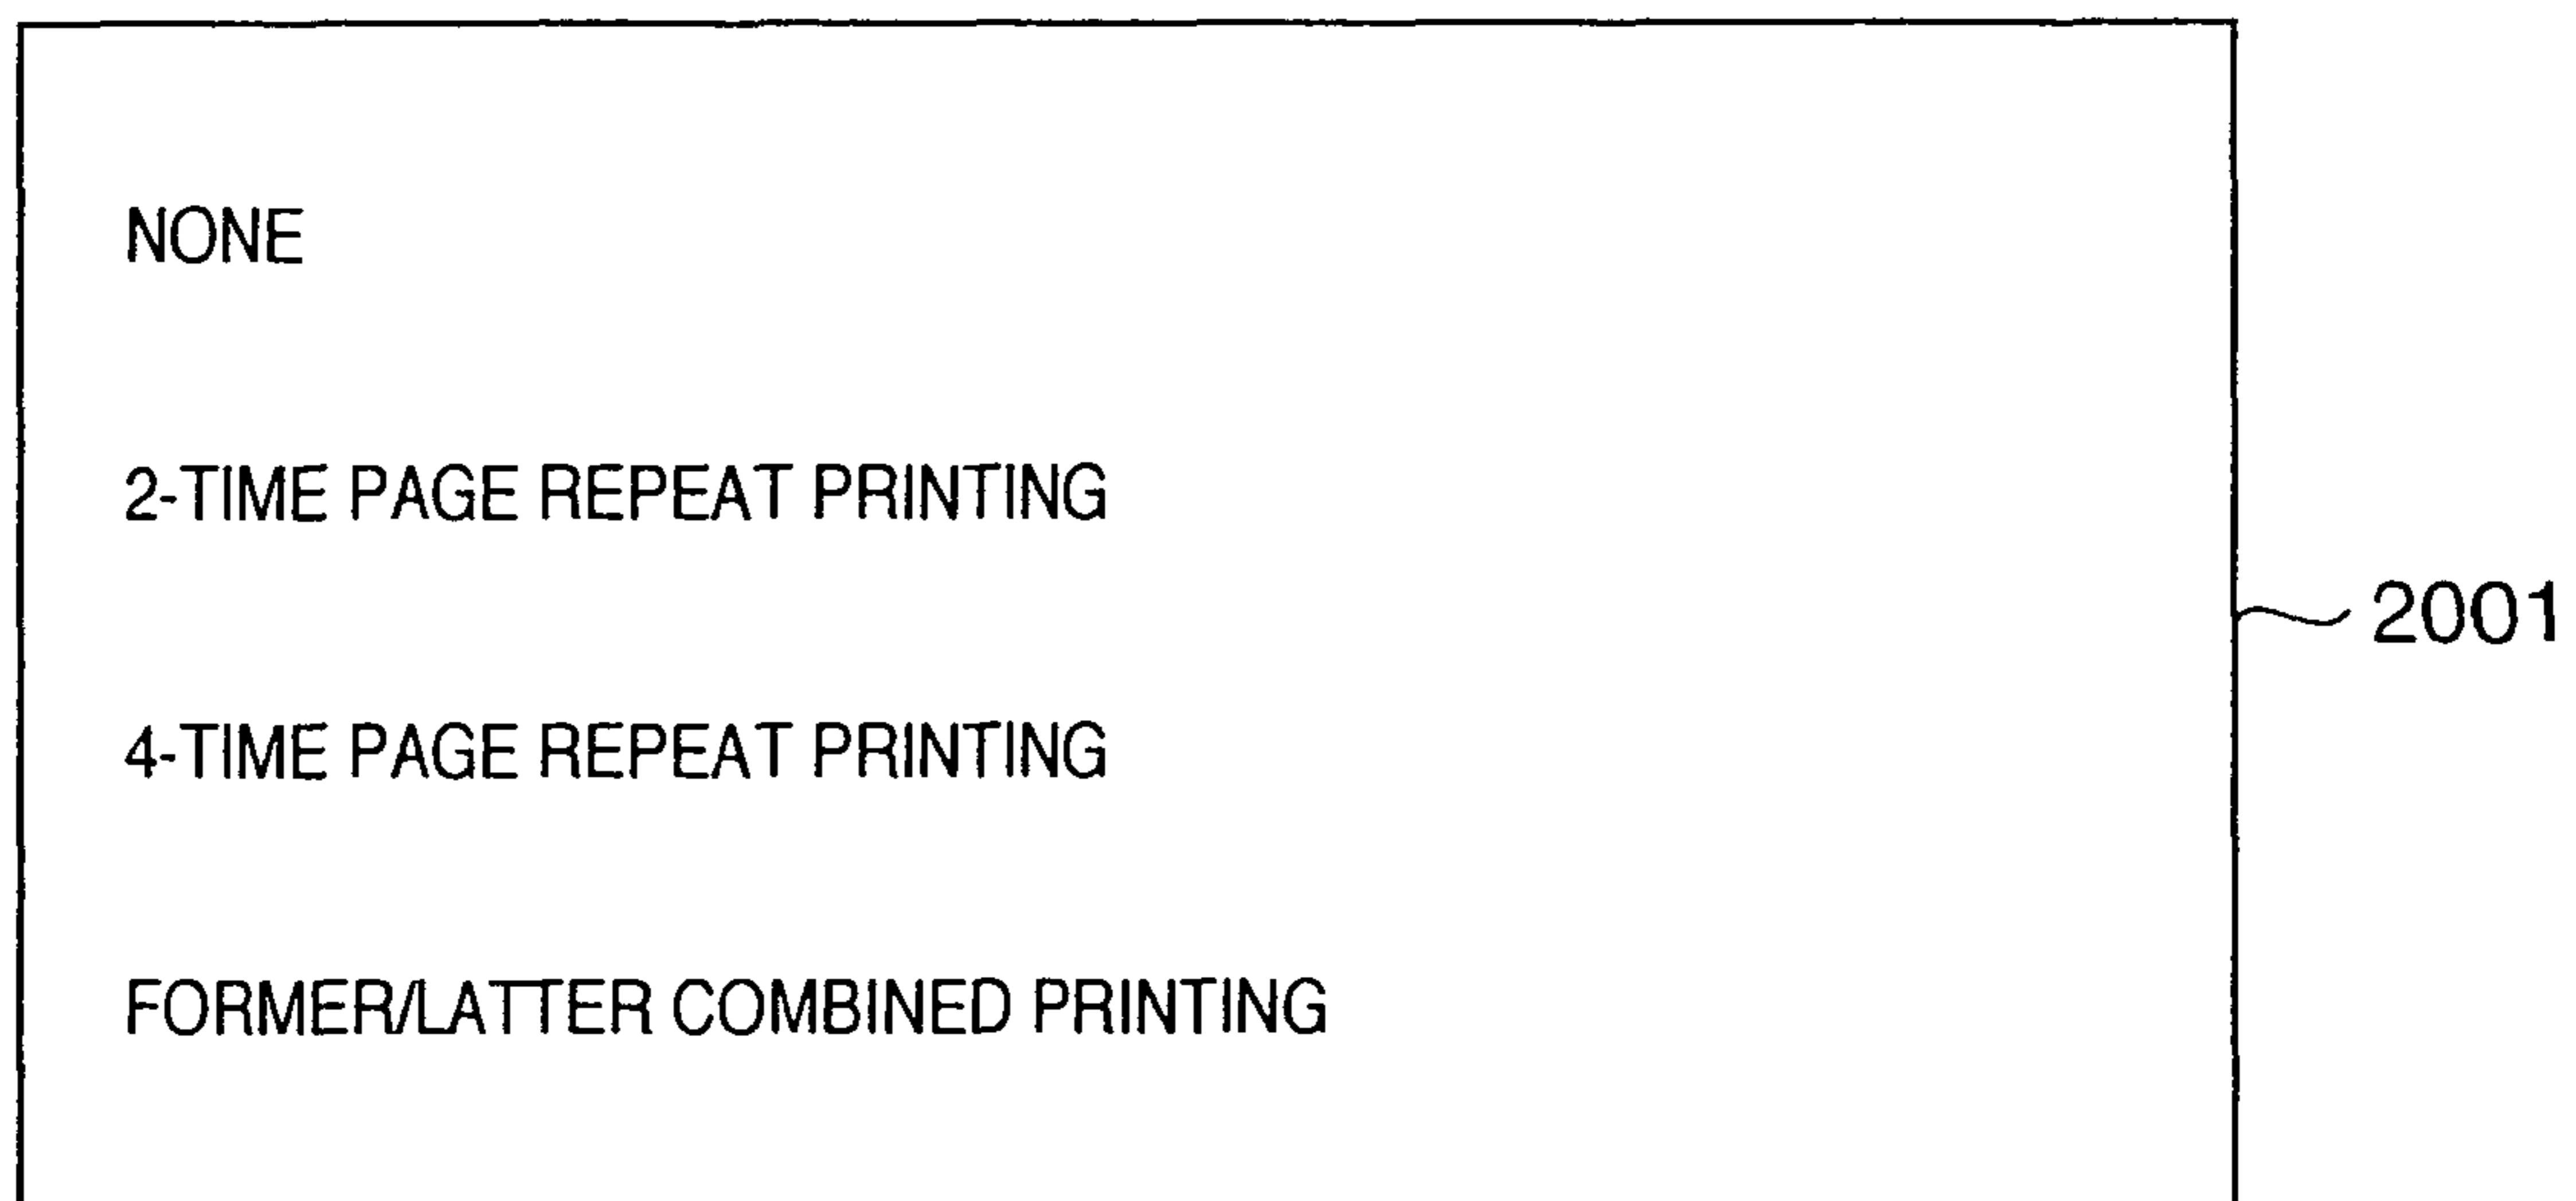 NONE
2-TIME PAGE REPEAT PRINTING
2001
4-TIME PAGE REPEAT PRINTING
FORMER/LATTER COMBINED PRINTING